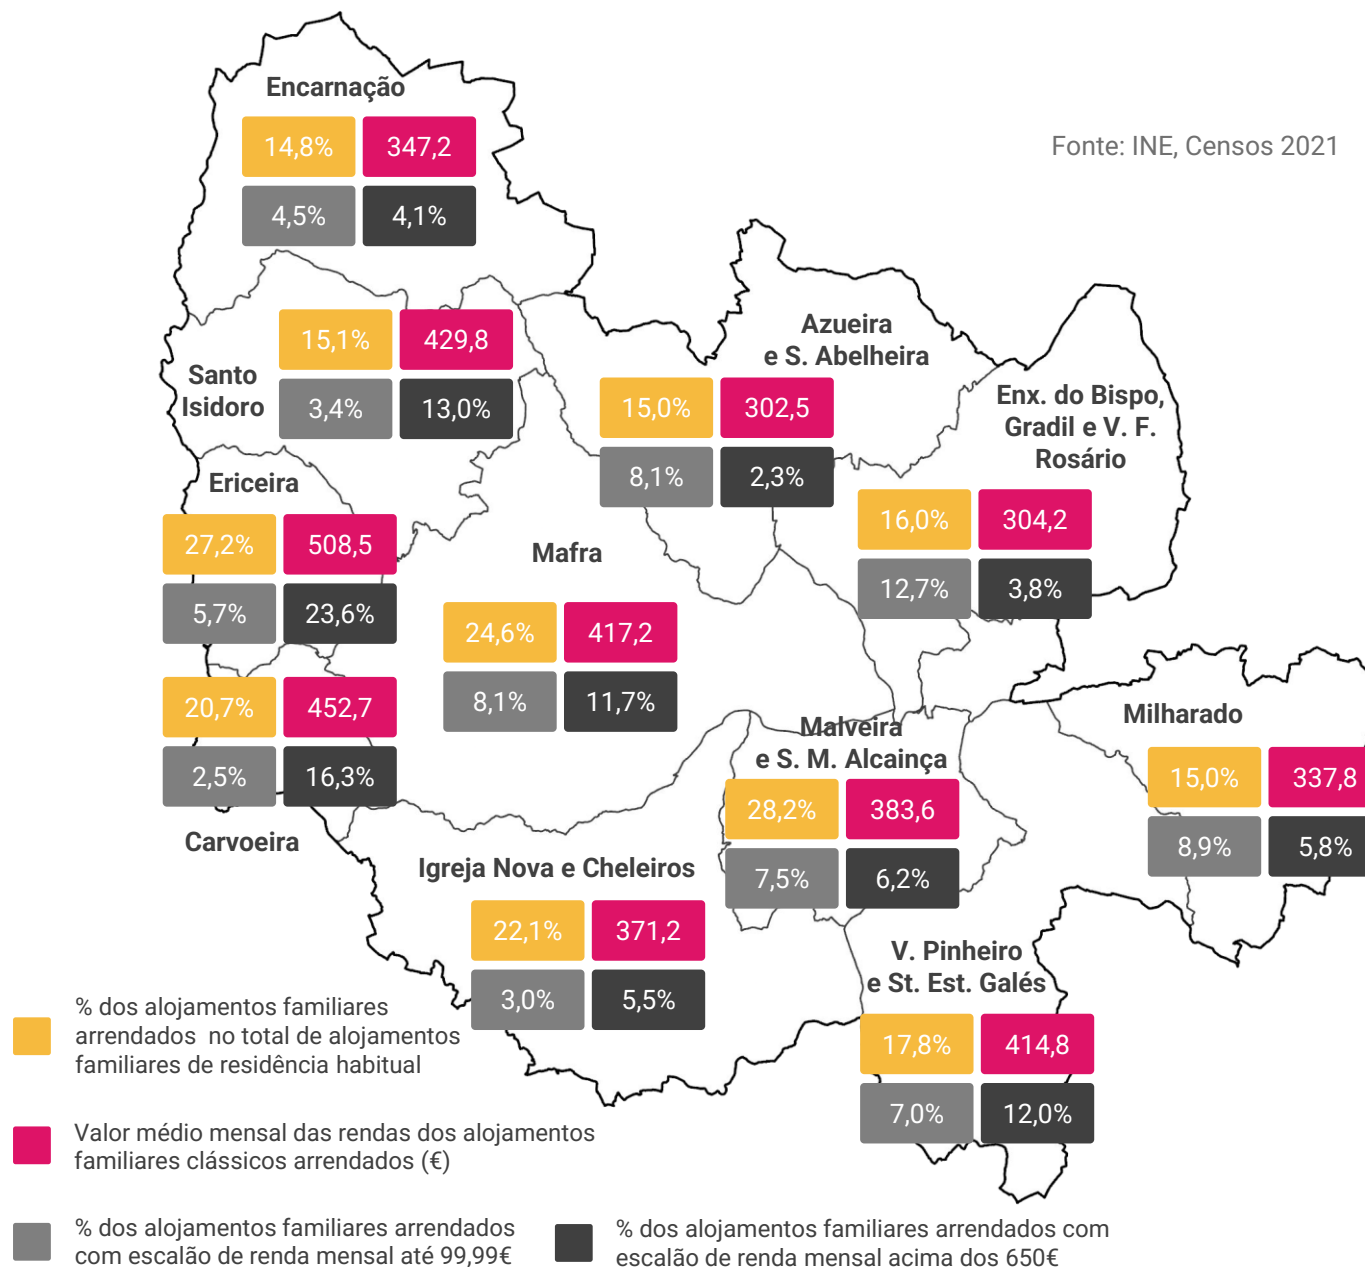 Encarnação
14,8% 347,2
4,5% 4,1%
Fonte: INE, Censos 2021
Santo
Isidoro
15,1% 429,8
3,4% 13,0%
Azueira
e S. Abelheira
15,0% 302,5
8,1% 2,3%
Enx. do Bispo,
Gradil e V. F.
Rosário
16,0% 304,2
12,7% 3,8%
Ericeira
27,2% 508,5
5,7% 23,6%
Mafra
24,6% 417,2
8,1% 11,7%
20,7% 452,7
2,5% 16,3%
Carvoeira
Malveira
e S. M. Alcainça
28,2% 383,6
7,5% 6,2%
Milharado
15,0% 337,8
8,9% 5,8%
Igreja Nova e Cheleiros
22,1% 371,2
3,0% 5,5%
V. Pinheiro
e St. Est. Galés
17,8% 414,8
7,0% 12,0%
% dos alojamentos familiares
arrendados no total de alojamentos
familiares de residência habitual
Valor médio mensal das rendas dos alojamentos
familiares clássicos arrendados (€)
% dos alojamentos familiares arrendados
com escalão de renda mensal até 99,99€
% dos alojamentos familiares arrendados com
escalão de renda mensal acima dos 650€